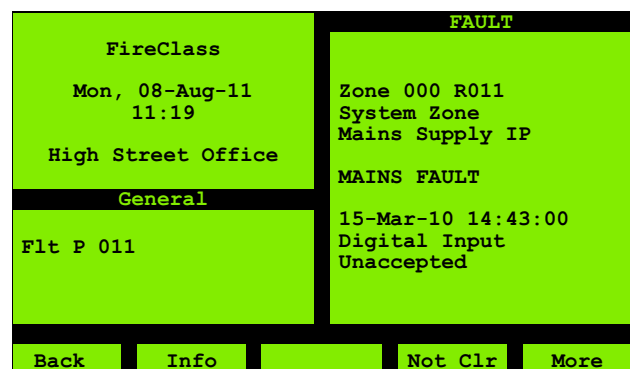 FireClass
Mon, 08-Aug-11
11:19
High Street Office
General
Flt P 011
FAULT
Zone 000 R011
System Zone
Mains Supply IP
MAINS FAULT
15-Mar-10 14:43:00
Digital Input
Unaccepted
Back Info Not Clr More